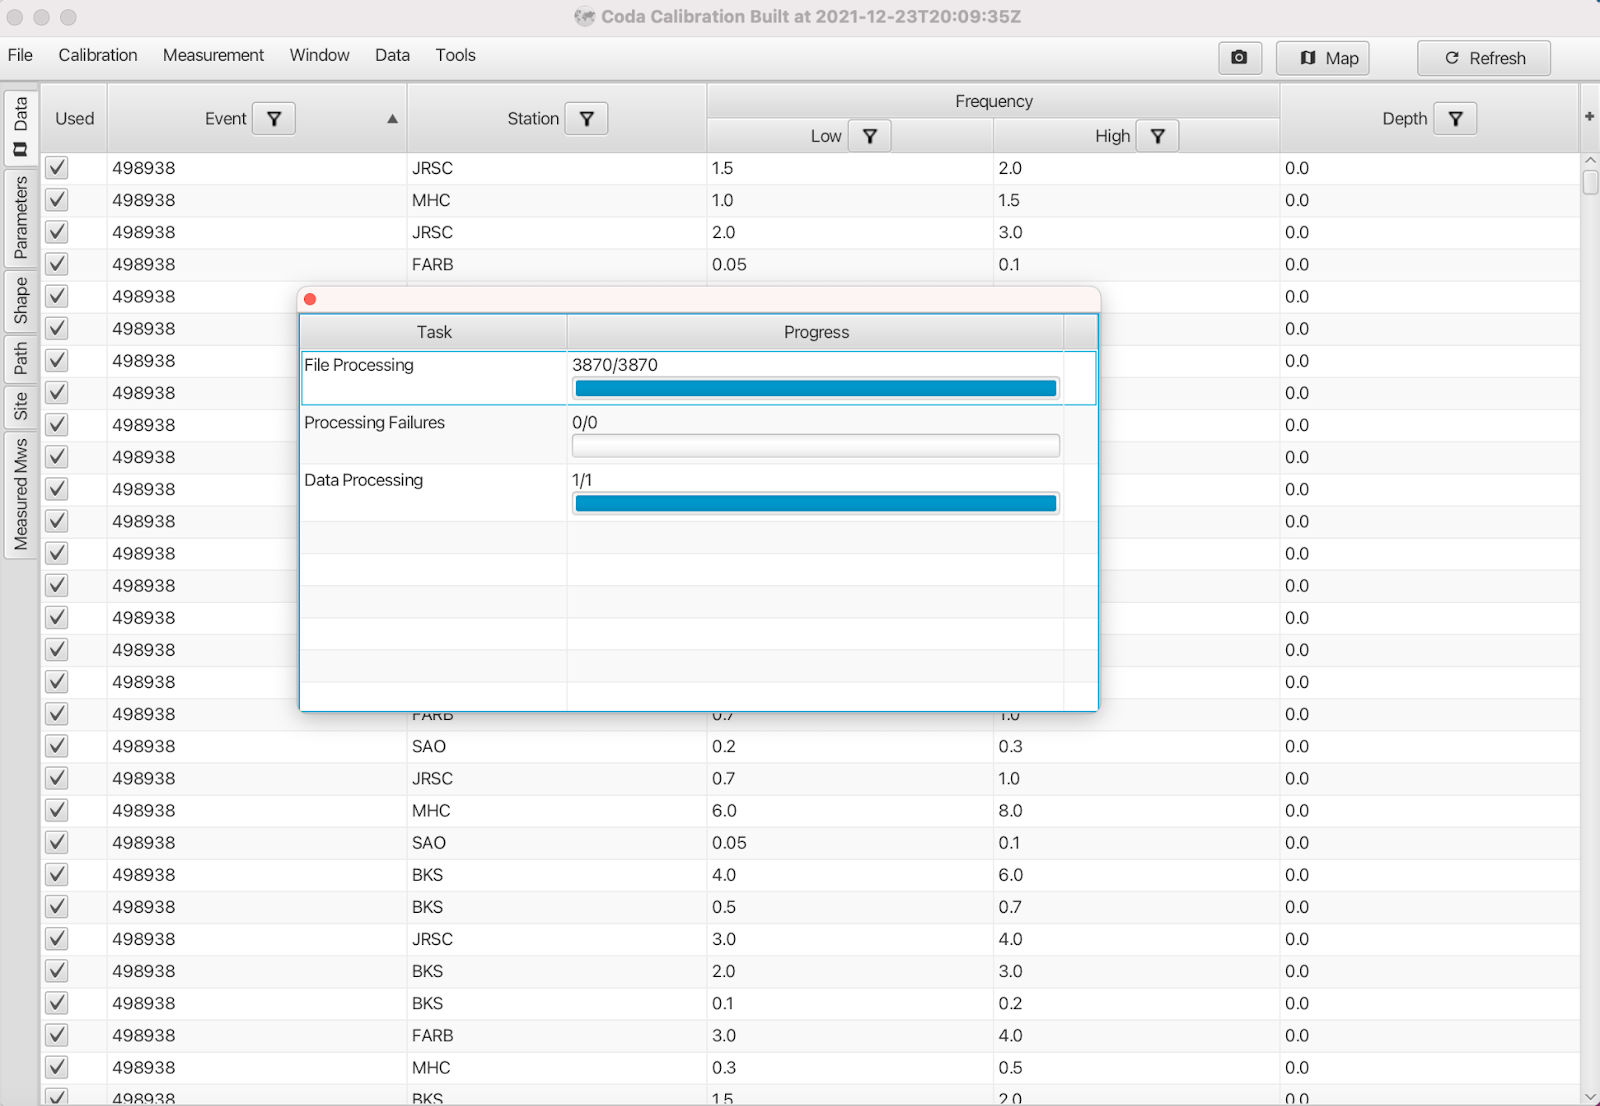 Coda Calibration Built at 2021-12-23T20:09:35Z
File Calibration Measurement Window Data Tools Map Refresh
Data
Parameters
Shape
Path
Site
Measured Mws
Used Event Station Frequency Depth +
Low High
498938 JRSC 1.5 2.0 0.0
498938 MHC 1.0 1.5 0.0
498938 JRSC 2.0 3.0 0.0
498938 FARB 0.05 0.1 0.0
498938 0.0
498938 0.0
498938 0.0
498938 0.0
498938 0.0
498938 0.0
498938 0.0
498938 0.0
498938 0.0
498938 0.0
498938 0.0
498938 0.0
498938 0.0
Task Progress
File Processing 3870/3870
Processing Failures 0/0
Data Processing 1/1
498938 FARB 0.7 1.0 0.0
498938 SAO 0.2 0.3 0.0
498938 JRSC 0.7 1.0 0.0
498938 MHC 6.0 8.0 0.0
498938 SAO 0.05 0.1 0.0
498938 BKS 4.0 6.0 0.0
498938 BKS 0.5 0.7 0.0
498938 JRSC 3.0 4.0 0.0
498938 BKS 2.0 3.0 0.0
498938 BKS 0.1 0.2 0.0
498938 FARB 3.0 4.0 0.0
498938 MHC 0.3 0.5 0.0
498938 BKS 1.5 2.0 0.0